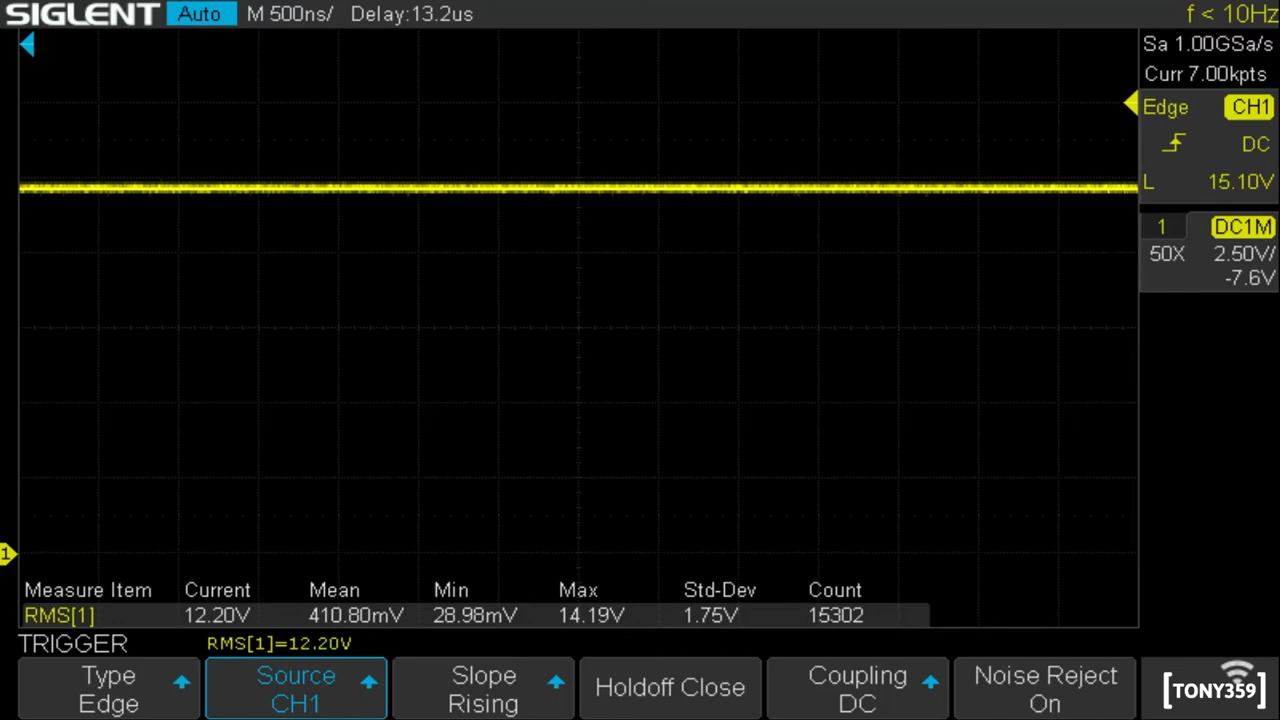 SIGLENT Auto M 500ns/ Delay:13.2us f < 10Hz
Sa 1.00GSa/s
Curr 7.00kpts
Edge CH1
DC
L 15.10V
1 DC1M
50X 2.50V/
-7.6V
1
Measure Item Current Mean Min Max Std-Dev Count
RMS[1] 12.20V 410.80mV 28.98mV 14.19V 1.75V 15302
TRIGGER RMS[1]=12.20V
Type Source Slope Holdoff Close Coupling Noise Reject
Edge CH1 Rising DC On
[TONY359]